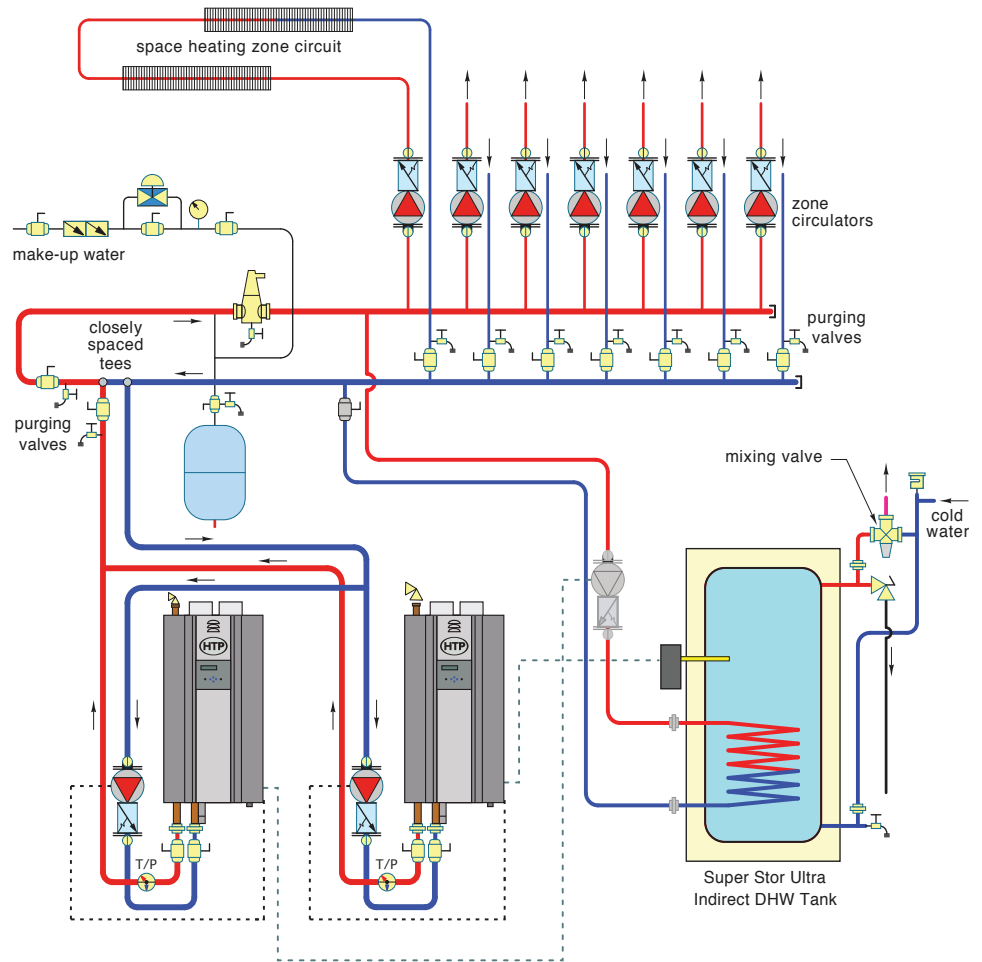 space heating zone circuit
zone
circulators
make-up water
closely
spaced
tees
purging
valves
purging
valves
mixing valve
cold
water
HTP
HTP
T/P
T/P
Super Stor Ultra
Indirect DHW Tank